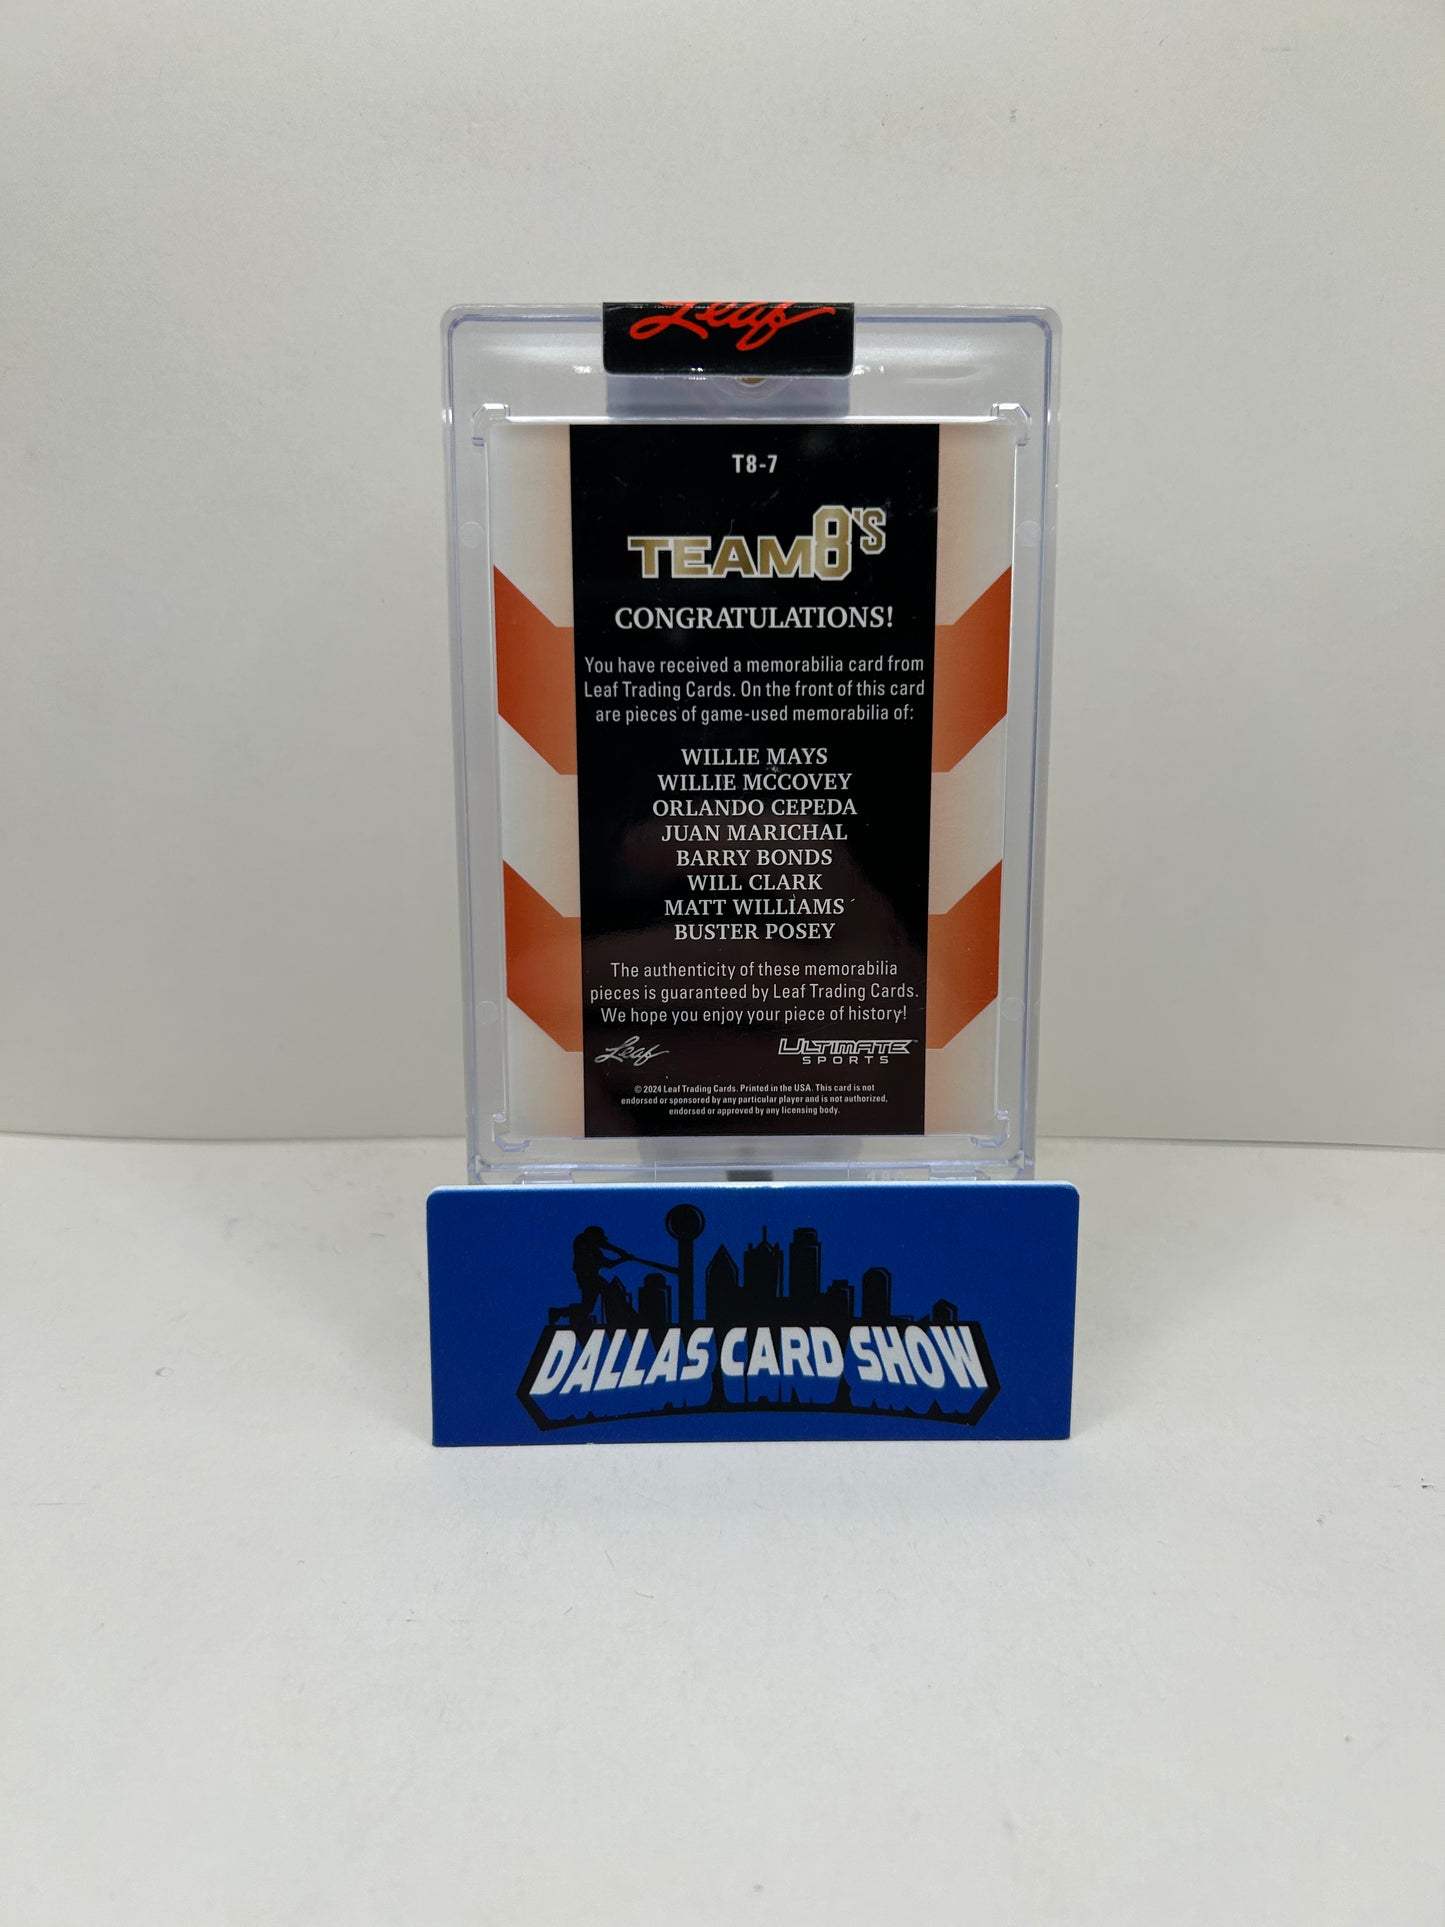 Leaf
T8-7
TEAM8'S
CONGRATULATIONS!
You have received a memorabilia card from
Leaf Trading Cards. On the front of this card
are pieces of game-used memorabilia of:
WILLIE MAYS
WILLIE MCCOVEY
ORLANDO CEPEDA
JUAN MARICHAL
BARRY BONDS
WILL CLARK
MATT WILLIAMS
BUSTER POSEY
The authenticity of these memorabilia
pieces is guaranteed by Leaf Trading Cards.
We hope you enjoy your piece of history!
Leaf
ULTIMATE
SPORTS
© 2024 Leaf Trading Cards. Printed in the USA. This card is not
endorsed or sponsored by any particular player and is not authorized,
endorsed or approved by any licensing body.
DALLAS CARD SHOW